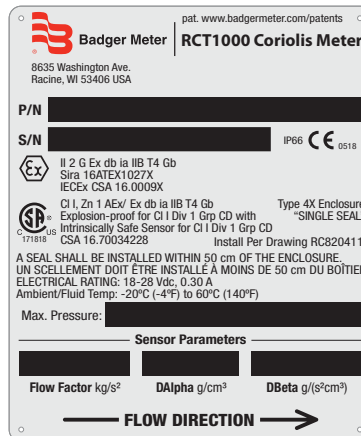 pat. www.badgermeter.com/patents
Badger Meter
RCT1000 Coriolis Meter
8635 Washington Ave.
Racine, WI 53406 USA
P/N
S/N
IP66 CE 0518
Ex
II 2 G Ex db ia IIB T4 Gb
Sira 16ATEX1027X
IECEx CSA 16.0009X
Cl I, Zn 1 AEx/ Ex db ia IIB T4 Gb
Type 4X Enclosure
Explosion-proof for Cl I Div 1 Grp CD with
"SINGLE SEAL
C SA US
Intrinsically Safe Sensor for Cl I Div 1 Grp CD
171818
CSA 16.70034228
Install Per Drawing RC820411
A SEAL SHALL BE INSTALLED WITHIN 50 cm OF THE ENCLOSURE.
UN SCELLEMENT DOIT ÊTRE INSTALLÉ À MOINS DE 50 cm DU BOÎTIE
ELECTRICAL RATING: 18-28 Vdc, 0.30 A
Ambient/Fluid Temp: -20ºC (-4ºF) to 60ºC (140ºF)
Max. Pressure:
Sensor Parameters
Flow Factor kg/s²
DAlpha g/cm³
DBeta g/(s²cm³)
FLOW DIRECTION